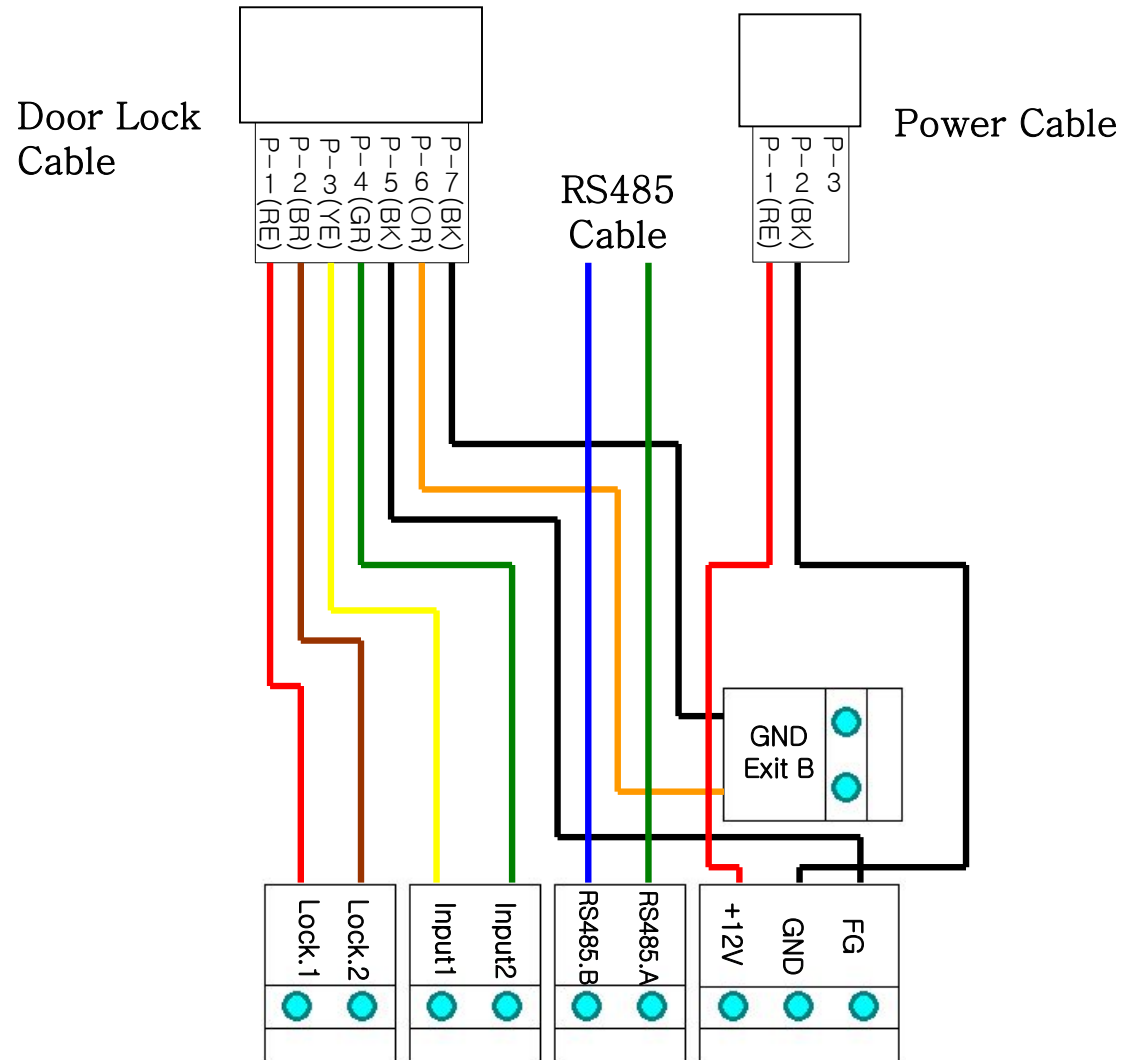 Door Lock
Cable
P-1(RE)
P-2(BR)
P-3(YE)
P-4(GR)
P-5(BK)
P-6(OR)
P-7(BK)
RS485
Cable
P-1(RE)
P-2(BK)
P-3
Power Cable
GND
Exit B
Lock.1
Lock.2
Input1
Input2
RS485.B
RS485.A
+12V
GND
FG